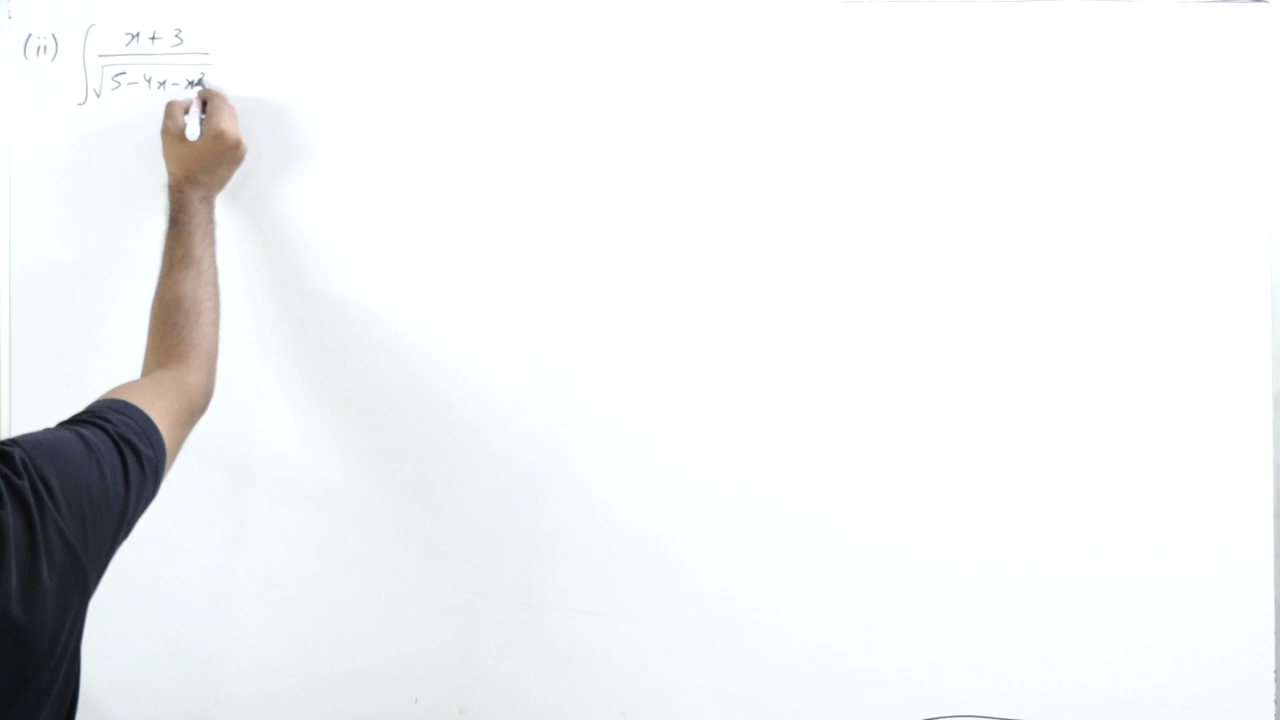 (ii) ∫ (x + 3) / √(5 - 4x - x²)